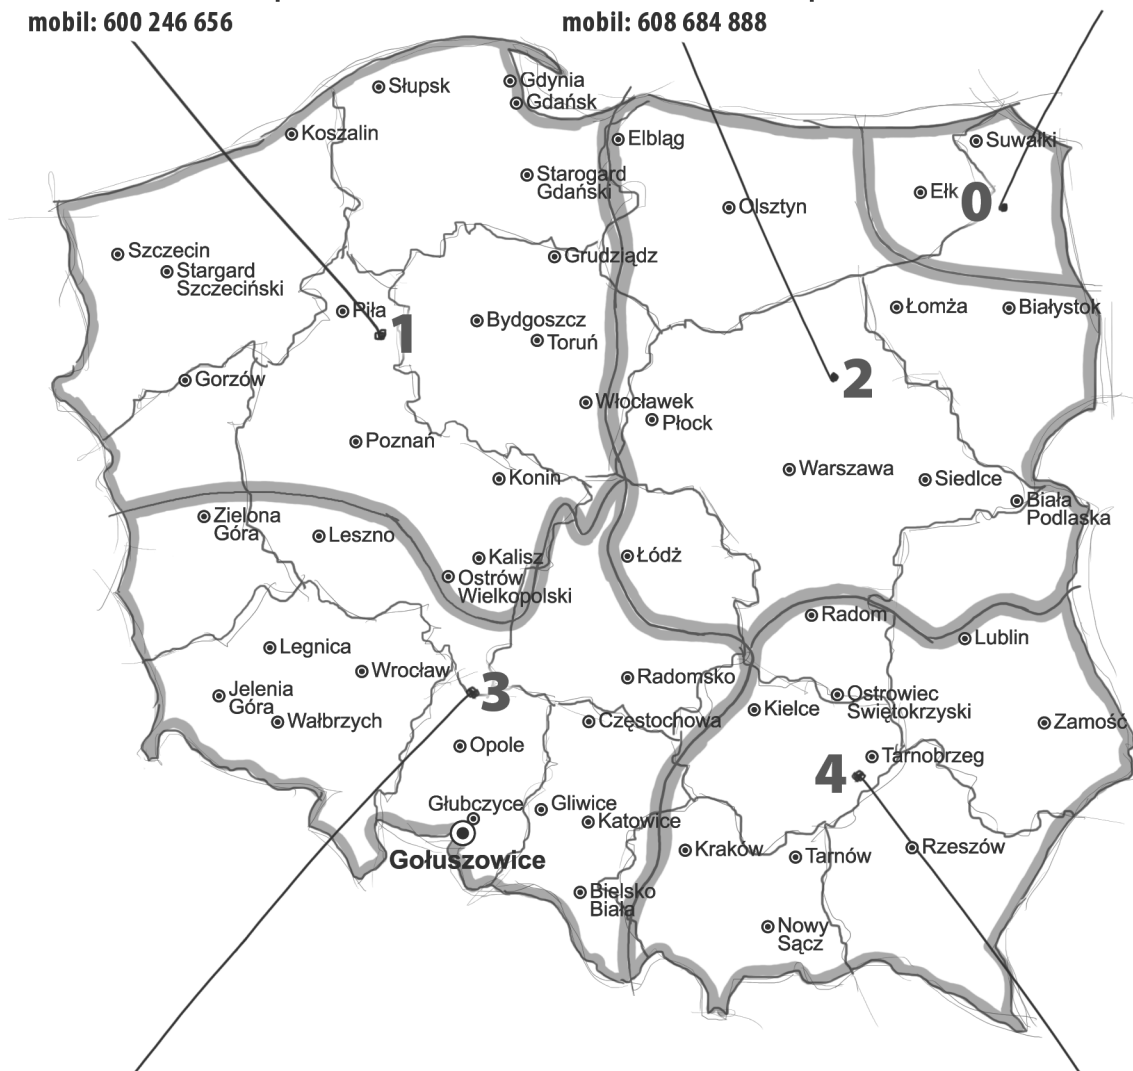 mobil: 600 246 656
mobil: 608 684 888
Słupsk
Gdynia
Gdańsk
Koszalin
Elbląg
Suwałki
Starogard
Gdański
Ełk
0
Olsztyn
Szczecin
Stargard
Szczeciński
Grudziądz
Piła
1
Bydgoszcz
Toruń
Łomża
Białystok
Gorzów
2
Włocławek
Płock
Poznań
Konin
Warszawa
Siedlce
Biała
Podlaska
Zielona
Góra
Leszno
Kalisz
Ostrów
Wielkopolski
Łódż
Radom
Lublin
Legnica
Wrocław
Jelenia
Góra
Wałbrzych
3
Radomsko
Częstochowa
Kielce
Ostrowiec
Świętokrzyski
Zamość
Opole
4
Tarnobrzeg
Głubczyce
Gliwice
Katowice
Gołuszowice
Kraków
Tarnów
Rzeszów
Bielsko
Biała
Nowy
Sącz